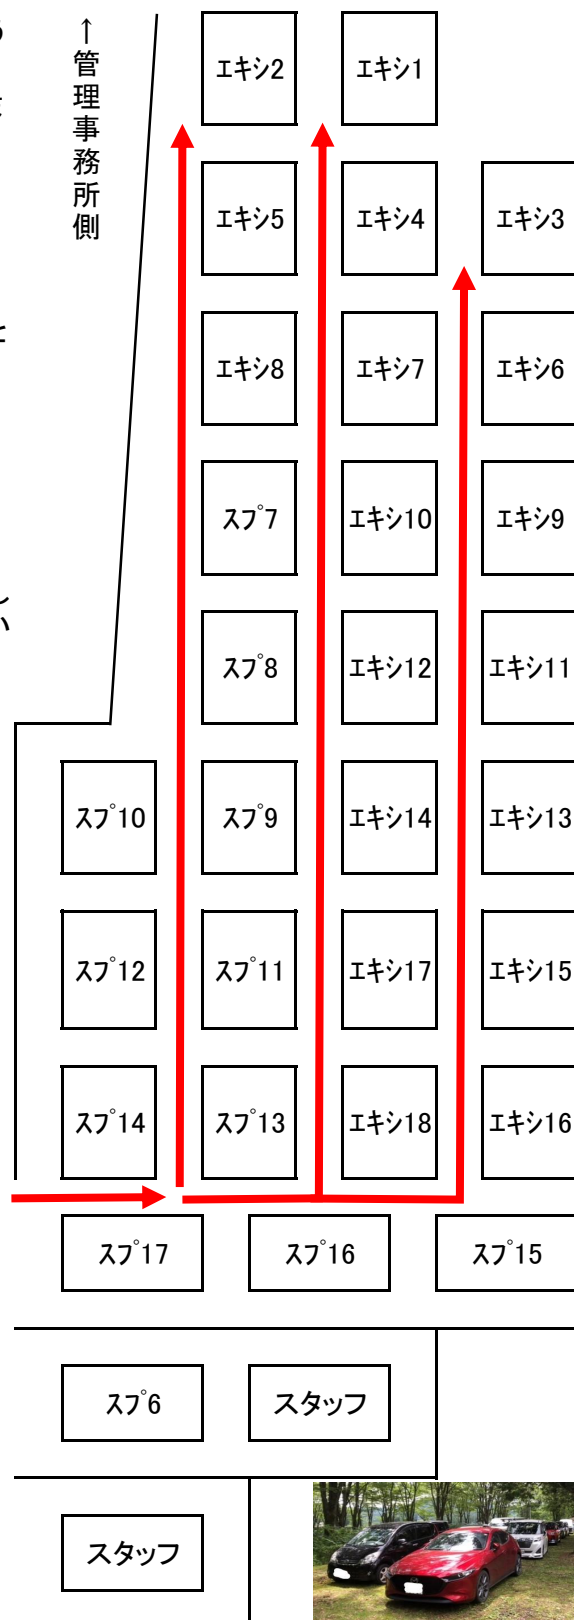 ↑管理事務所側
エキシ2 エキシ1
エキシ5 エキシ4 エキシ3
エキシ8 エキシ7 エキシ6
スプ7 エキシ10 エキシ9
スプ8 エキシ12 エキシ11
スプ10 スプ9 エキシ14 エキシ13
スプ12 スプ11 エキシ17 エキシ15
スプ14 スプ13 エキシ18 エキシ16
スプ17 スプ16 スプ15
スプ6 スタッフ
スタッフ